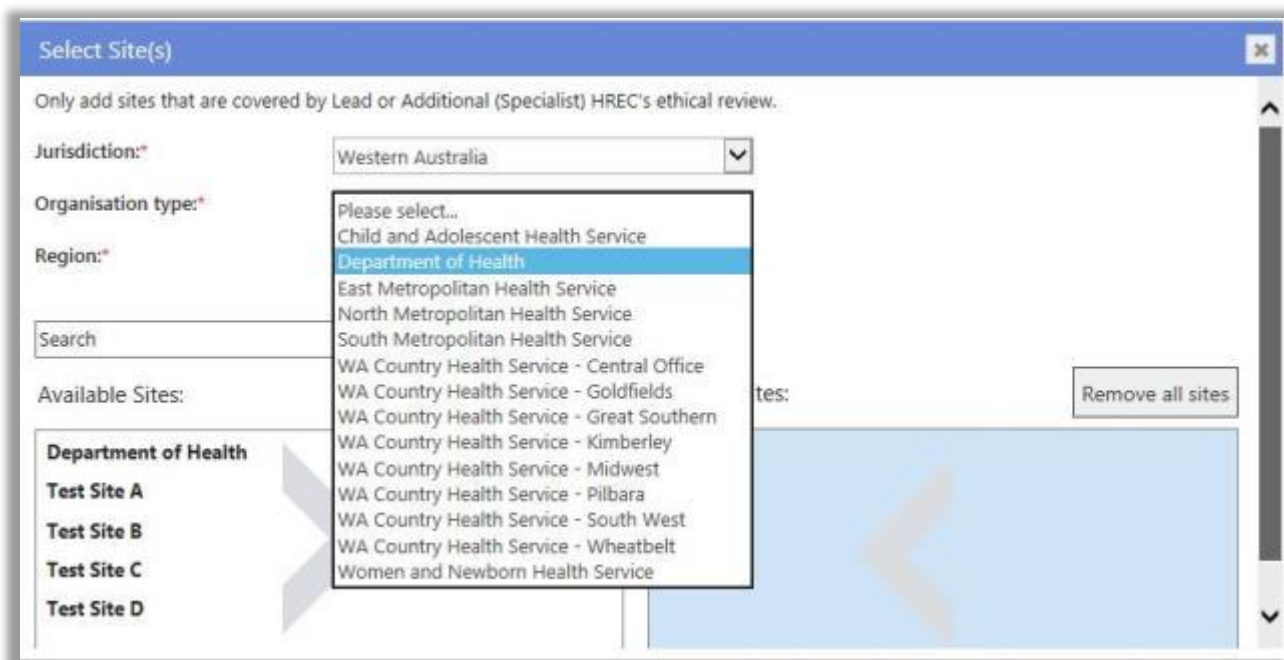 Select Site(s)
Only add sites that are covered by Lead or Additional (Specialist) HREC's ethical review.
Jurisdiction:*
Western Australia
Organisation type:*
Please select...
Child and Adolescent Health Service
Region:*
Department of Health
East Metropolitan Health Service
North Metropolitan Health Service
Search
South Metropolitan Health Service
WA Country Health Service - Central Office
Available Sites:
WA Country Health Service - Goldfields
tes:
Remove all sites
WA Country Health Service - Great Southern
WA Country Health Service - Kimberley
WA Country Health Service - Midwest
WA Country Health Service - Pilbara
WA Country Health Service - South West
WA Country Health Service - Wheatbelt
Women and Newborn Health Service
Department of Health
Test Site A
Test Site B
Test Site C
Test Site D